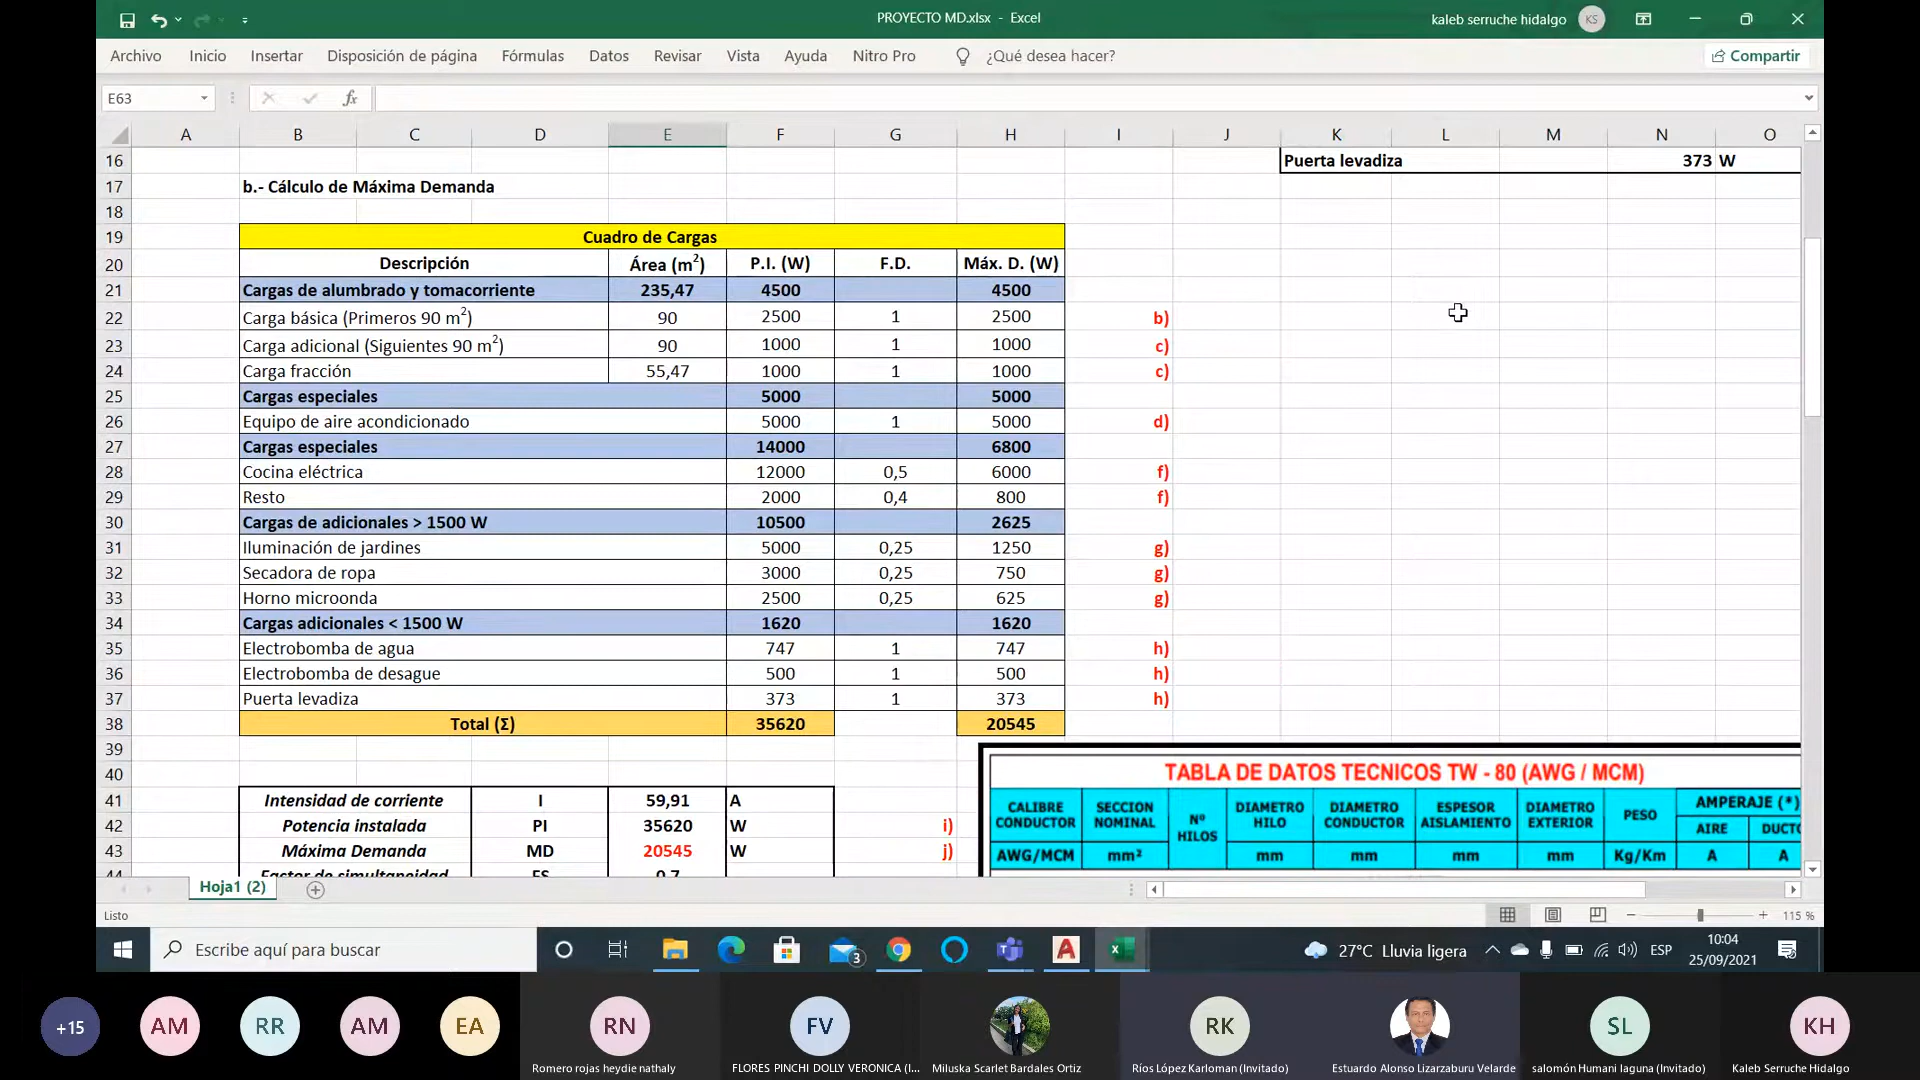 PROYECTO MD.xlsx - Excel
kaleb serruche hidalgo KS
Archivo Inicio Insertar Disposición de página Fórmulas Datos Revisar Vista Ayuda Nitro Pro ¿Qué desea hacer? Compartir
E63 fx
A B C D E F G H I J K L M N O
16 Puerta levadiza 373 W
17 b.- Cálculo de Máxima Demanda
18
19 Cuadro de Cargas
20 Descripción Área (m2) P.I. (W) F.D. Máx. D. (W)
21 Cargas de alumbrado y tomacorriente 235,47 4500 4500
22 Carga básica (Primeros 90 m2) 90 2500 1 2500 b)
23 Carga adicional (Siguientes 90 m2) 90 1000 1 1000 c)
24 Carga fracción 55,47 1000 1 1000 c)
25 Cargas especiales 5000 5000
26 Equipo de aire acondicionado 5000 1 5000 d)
27 Cargas especiales 14000 6800
28 Cocina eléctrica 12000 0,5 6000 f)
29 Resto 2000 0,4 800 f)
30 Cargas de adicionales > 1500 W 10500 2625
31 Iluminación de jardines 5000 0,25 1250 g)
32 Secadora de ropa 3000 0,25 750 g)
33 Horno microonda 2500 0,25 625 g)
34 Cargas adicionales < 1500 W 1620 1620
35 Electrobomba de agua 747 1 747 h)
36 Electrobomba de desague 500 1 500 h)
37 Puerta levadiza 373 1 373 h)
38 Total (Σ) 35620 20545
39
40
TABLA DE DATOS TECNICOS TW - 80 (AWG / MCM)
41 Intensidad de corriente I 59,91 A
42 Potencia instalada PI 35620 W i)
43 Máxima Demanda MD 20545 W j)
44 Factor de simultaneidad FS 0,7
CALIBRE CONDUCTOR SECCION NOMINAL Nº HILOS DIAMETRO HILO DIAMETRO CONDUCTOR ESPESOR AISLAMIENTO DIAMETRO EXTERIOR PESO AMPERAJE (*)
AIRE DUCTO
AWG/MCM mm² mm mm mm mm Kg/Km A A
Hoja1 (2)
Listo 115 %
Escribe aquí para buscar 3 27°C Lluvia ligera ESP 10:04
25/09/2021
+15 AM RR AM EA RN FV RK SL KH
Romero rojas heydie nathaly FLORES PINCHI DOLLY VERONICA (I... Miluska Scarlet Bardales Ortiz Ríos López Karloman (Invitado) Estuardo Alonso Lizarzaburu Velarde salomón Humani laguna (Invitado) Kaleb Serruche Hidalgo